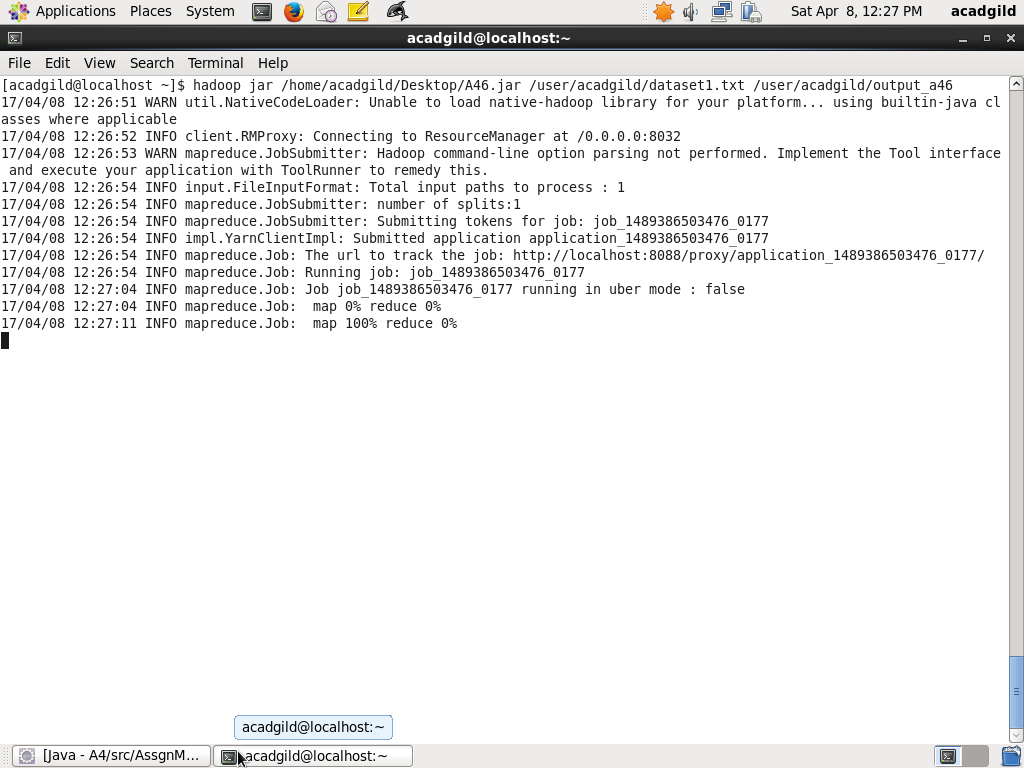 Applications Places System Sat Apr 8, 12:27 PM acadgild
acadgild@localhost:~
File Edit View Search Terminal Help
[acadgild@localhost ~]$ hadoop jar /home/acadgild/Desktop/A46.jar /user/acadgild/dataset1.txt /user/acadgild/output_a46
17/04/08 12:26:51 WARN util.NativeCodeLoader: Unable to load native-hadoop library for your platform... using builtin-java cl
asses where applicable
17/04/08 12:26:52 INFO client.RMProxy: Connecting to ResourceManager at /0.0.0.0:8032
17/04/08 12:26:53 WARN mapreduce.JobSubmitter: Hadoop command-line option parsing not performed. Implement the Tool interface
 and execute your application with ToolRunner to remedy this.
17/04/08 12:26:54 INFO input.FileInputFormat: Total input paths to process : 1
17/04/08 12:26:54 INFO mapreduce.JobSubmitter: number of splits:1
17/04/08 12:26:54 INFO mapreduce.JobSubmitter: Submitting tokens for job: job_1489386503476_0177
17/04/08 12:26:54 INFO impl.YarnClientImpl: Submitted application application_1489386503476_0177
17/04/08 12:26:54 INFO mapreduce.Job: The url to track the job: http://localhost:8088/proxy/application_1489386503476_0177/
17/04/08 12:26:54 INFO mapreduce.Job: Running job: job_1489386503476_0177
17/04/08 12:27:04 INFO mapreduce.Job: Job job_1489386503476_0177 running in uber mode : false
17/04/08 12:27:04 INFO mapreduce.Job:  map 0% reduce 0%
17/04/08 12:27:11 INFO mapreduce.Job:  map 100% reduce 0%
acadgild@localhost:~
[Java - A4/src/AssgnM... acadgild@localhost:~